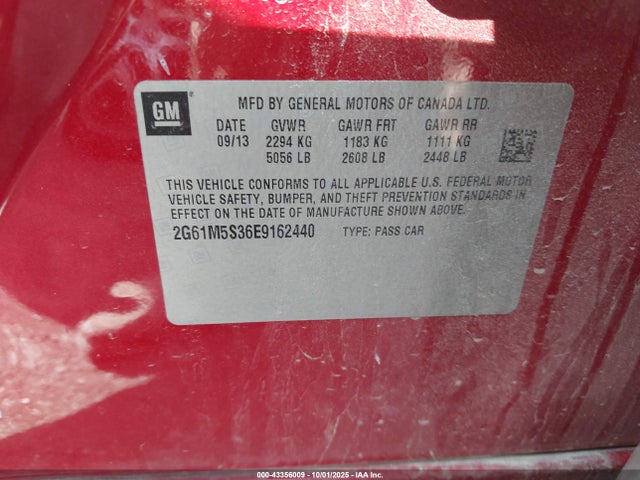 GM
MFD BY GENERAL MOTORS OF CANADA LTD.
DATE GVWR GAWR FRT GAWR RR
09/13 2294 KG 1183 KG 1111 KG
5056 LB 2608 LB 2448 LB
THIS VEHICLE CONFORMS TO ALL APPLICABLE U.S. FEDERAL MOTOR
VEHICLE SAFETY, BUMPER, AND THEFT PREVENTION STANDARDS IN
EFFECT ON THE DATE OF MANUFACTURE SHOWN ABOVE.
2G61M5S36E9162440 TYPE: PASS CAR
000-43356009 | 10/01/2025 - IAA Inc.